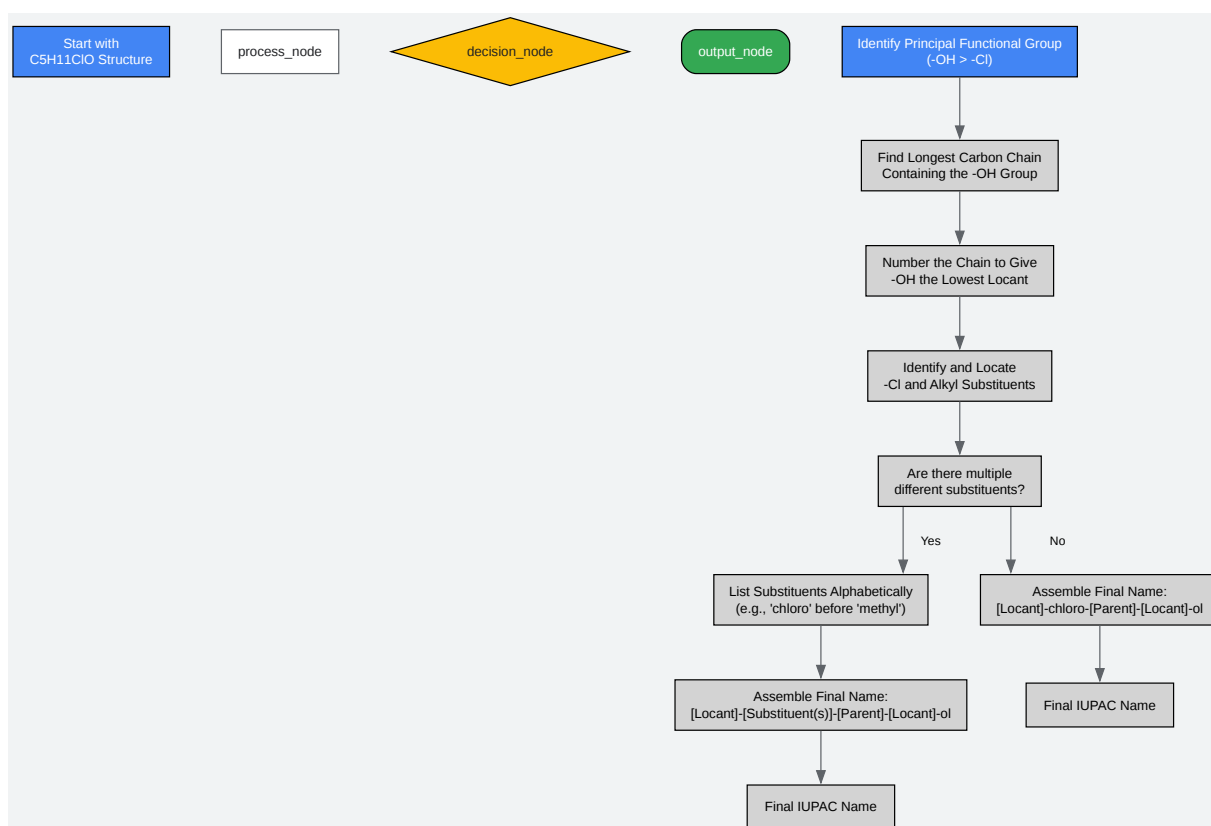 Start with
C5H11ClO Structure
process_node
decision_node
output_node
Identify Principal Functional Group
(-OH > -Cl)
Find Longest Carbon Chain
Containing the -OH Group
Number the Chain to Give
-OH the Lowest Locant
Identify and Locate
-Cl and Alkyl Substituents
Are there multiple
different substituents?
Yes
No
List Substituents Alphabetically
(e.g., 'chloro' before 'methyl')
Assemble Final Name:
[Locant]-chloro-[Parent]-[Locant]-ol
Assemble Final Name:
[Locant]-[Substituent(s)]-[Parent]-[Locant]-ol
Final IUPAC Name
Final IUPAC Name